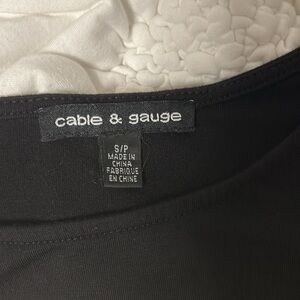 cable & gauge
S/P
MADE IN
CHINA
FABRIQUE
EN CHINE